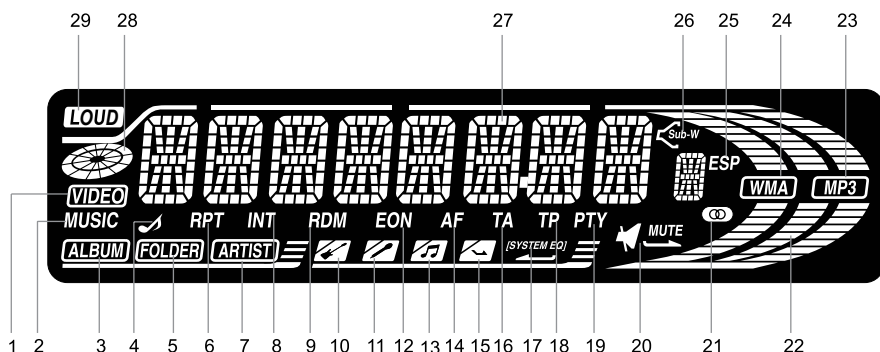 29 28 27 26 25 24 23
LOUD
Sub-W
ESP
VIDEO
WMA MP3
MUSIC RPT INT RDM EON AF TA TP PTY
MUTE
ALBUM FOLDER ARTIST [SYSTEM EQ]
1 2 3 4 5 6 7 8 9 10 11 12 13 14 15 16 17 18 19 20 21 22